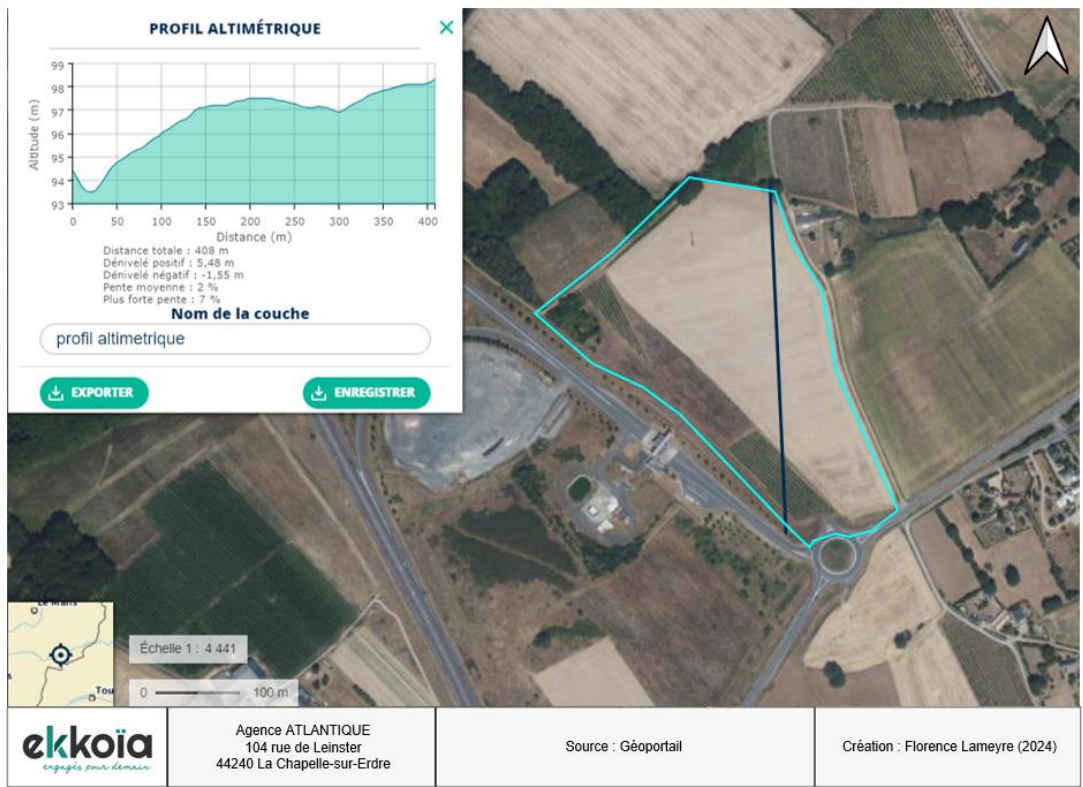 PROFIL ALTIMÉTRIQUE
×
99
98
97
96
95
94
93
Altitude (m)
0 50 100 150 200 250 300 350 400
Distance (m)
Distance totale : 408 m
Dénivelé positif : 5,48 m
Dénivelé négatif : -1,55 m
Pente moyenne : 2 %
Plus forte pente : 7 %
Nom de la couche
profil altimetrique
EXPORTER
ENREGISTRER
Le Mans
Tou
Échelle 1 : 4 441
0 100 m
ekkoïa
engagés pour demain
Agence ATLANTIQUE
104 rue de Leinster
44240 La Chapelle-sur-Erdre
Source : Géoportail
Création : Florence Lameyre (2024)